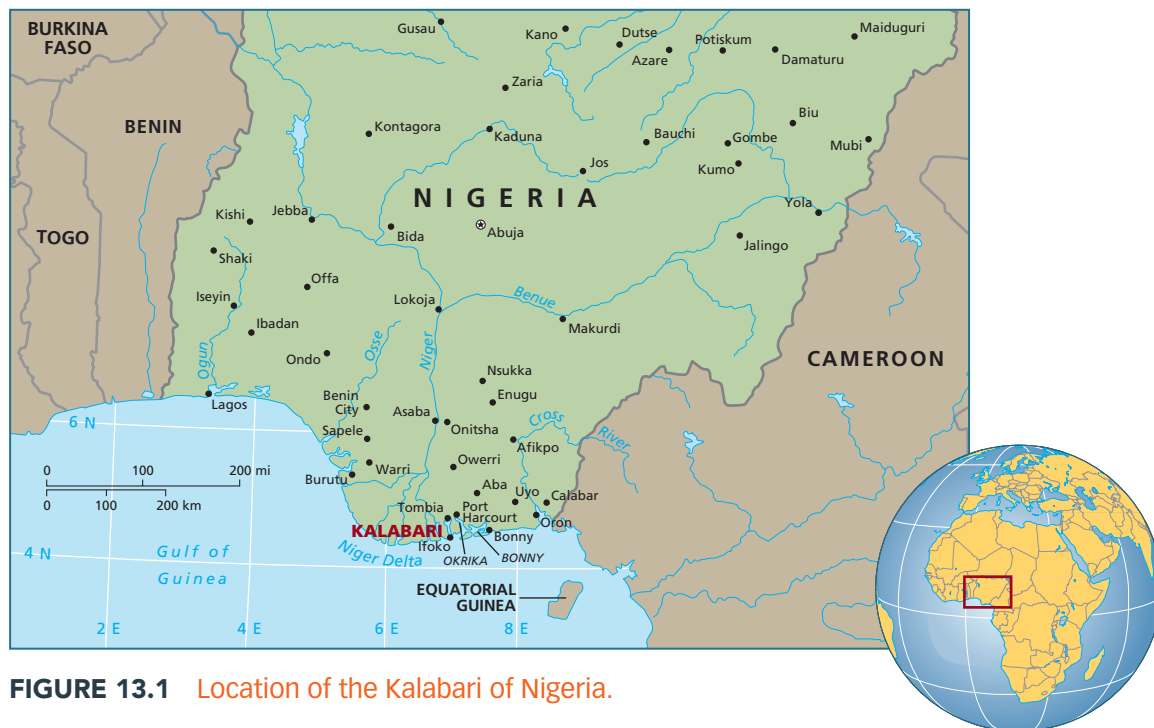 BURKINA
FASO
BENIN
TOGO
NIGERIA
CAMEROON
Gusau
Kano
Dutse
Azare
Potiskum
Damaturu
Maiduguri
Zaria
Kontagora
Kaduna
Bauchi
Gombe
Biu
Mubi
Kumo
Jos
Yola
Jalingo
Kishi
Jebba
Bida
Abuja
Shaki
Offa
Iseyin
Lokoja
Benue
Makurdi
Ibadan
Osse
Niger
Ogun
Ondo
Nsukka
Enugu
Lagos
Benin
City
Asaba
Onitsha
Cross
River
Afikpo
6 N
Sapele
Warri
Owerri
Burutu
0 100 200 mi
0 100 200 km
Aba
Uyo
Calabar
Tombia
Port
Harcourt
Oron
KALABARI
Bonny
Ifoko
OKRIKA
BONNY
4 N
Gulf of
Guinea
Niger Delta
EQUATORIAL
GUINEA
2 E
4 E
6 E
8 E
FIGURE 13.1 Location of the Kalabari of Nigeria.